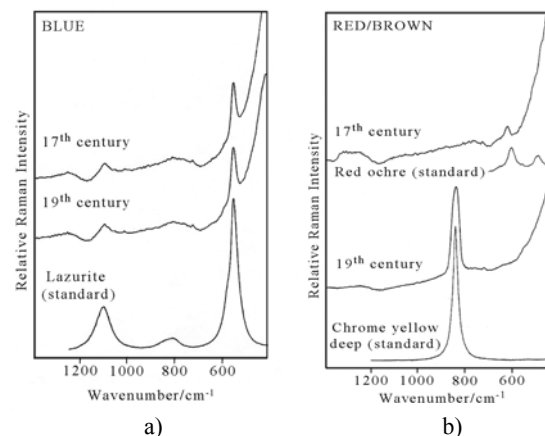 BLUE
Relative Raman Intensity
17th century
19th century
Lazurite
(standard)
1200 1000 800 600
Wavenumber/cm-1
a)
RED/BROWN
Relative Raman Intensity
17th century
Red ochre (standard)
19th century
Chrome yellow
deep (standard)
1200 1000 800 600
Wavenumber/cm-1
b)